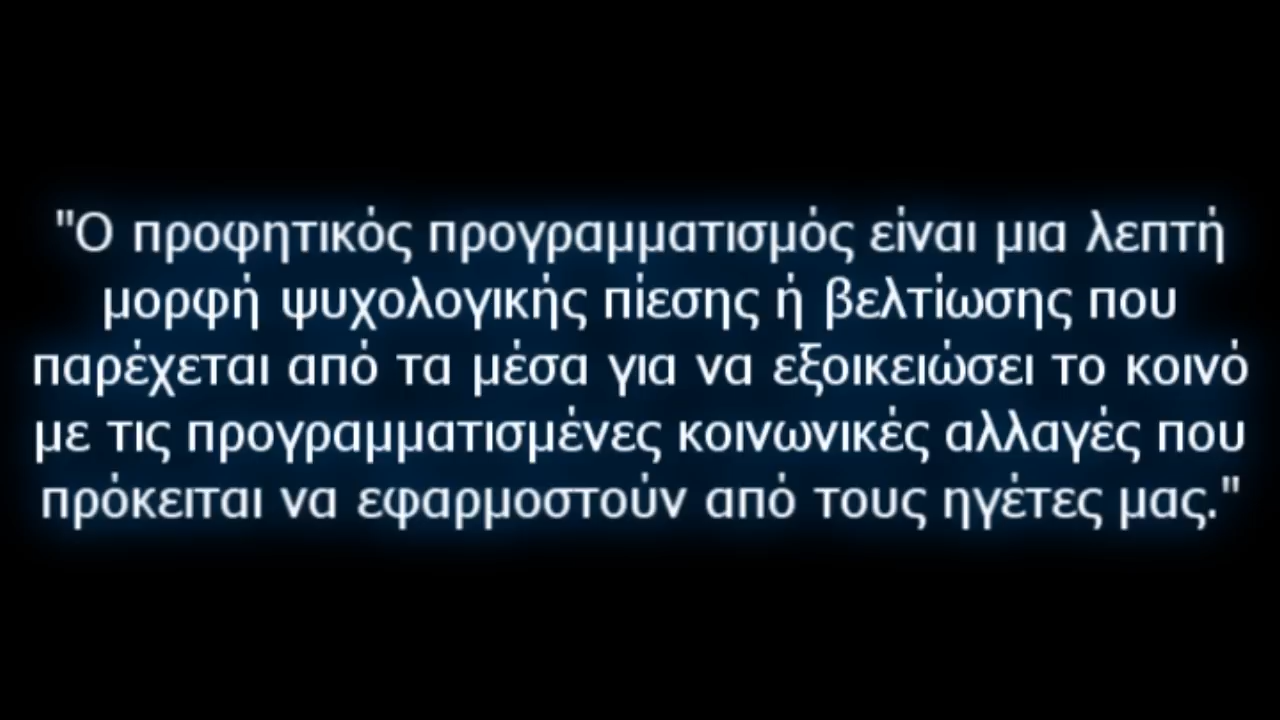 "Ο προφητικός προγραμματισμός είναι μια λεπτή
μορφή ψυχολογικής πίεσης ή βελτίωσης που
παρέχεται από τα μέσα για να εξοικειώσει το κοινό
με τις προγραμματισμένες κοινωνικές αλλαγές που
πρόκειται να εφαρμοστούν από τους ηγέτες μας."